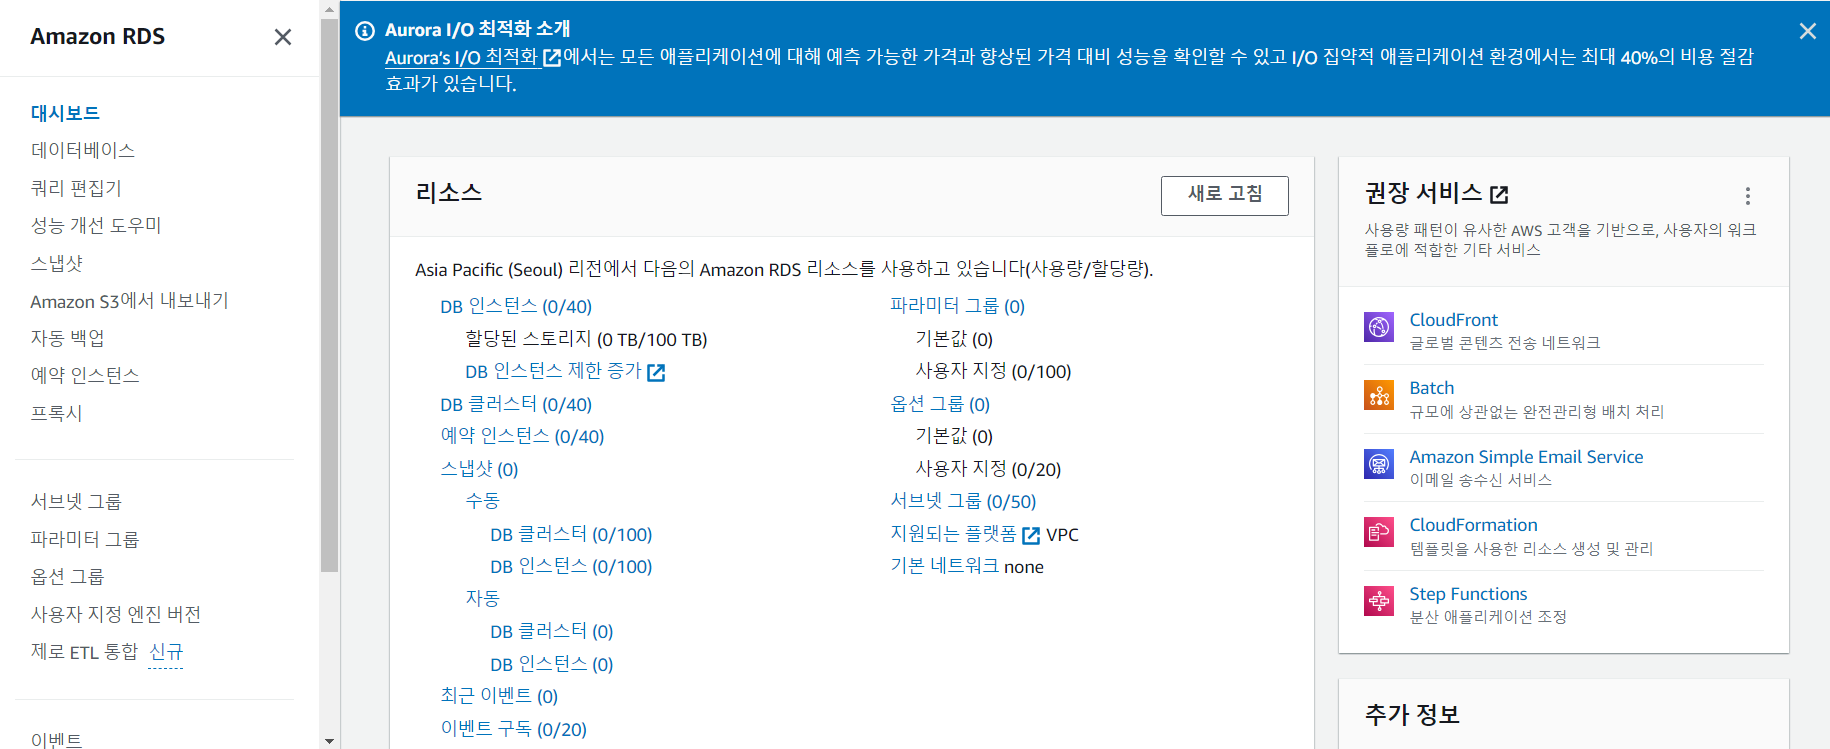 Amazon RDS
대시보드
데이터베이스
쿼리 편집기
성능 개선 도우미
스냅샷
Amazon S3에서 내보내기
자동 백업
예약 인스턴스
프록시
서브넷 그룹
파라미터 그룹
옵션 그룹
사용자 지정 엔진 버전
제로 ETL 통합 신규
이벤트
Aurora I/O 최적화 소개
Aurora's I/O 최적화에서는 모든 애플리케이션에 대해 예측 가능한 가격과 향상된 가격 대비 성능을 확인할 수 있고 I/O 집약적 애플리케이션 환경에서는 최대 40%의 비용 절감
효과가 있습니다.
리소스
새로 고침
Asia Pacific (Seoul) 리전에서 다음의 Amazon RDS 리소스를 사용하고 있습니다(사용량/할당량).
DB 인스턴스 (0/40)
할당된 스토리지 (0 TB/100 TB)
DB 인스턴스 제한 증가
DB 클러스터 (0/40)
예약 인스턴스 (0/40)
스냅샷 (0)
수동
DB 클러스터 (0/100)
DB 인스턴스 (0/100)
자동
DB 클러스터 (0)
DB 인스턴스 (0)
최근 이벤트 (0)
이벤트 구독 (0/20)
파라미터 그룹 (0)
기본값 (0)
사용자 지정 (0/100)
옵션 그룹 (0)
기본값 (0)
사용자 지정 (0/20)
서브넷 그룹 (0/50)
지원되는 플랫폼 VPC
기본 네트워크 none
권장 서비스
사용량 패턴이 유사한 AWS 고객을 기반으로, 사용자의 워크
플로에 적합한 기타 서비스
CloudFront
글로벌 콘텐츠 전송 네트워크
Batch
규모에 상관없는 완전관리형 배치 처리
Amazon Simple Email Service
이메일 송수신 서비스
CloudFormation
템플릿을 사용한 리소스 생성 및 관리
Step Functions
분산 애플리케이션 조정
추가 정보